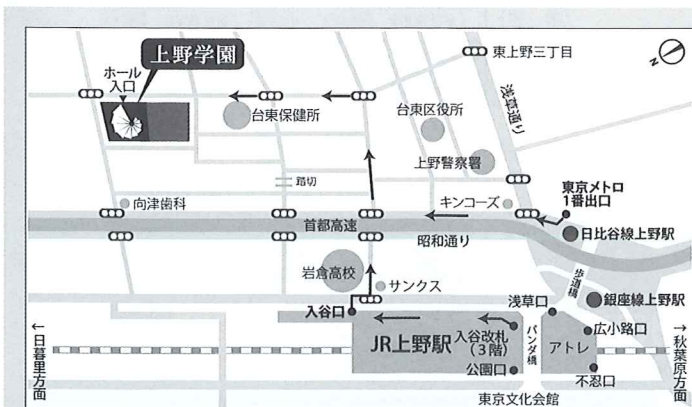 上野学園
ホール
入口
東上野三丁目
N
浅草通り
台東保健所
台東区役所
上野警察署
踏切
向津歯科
キンコーズ
東京メトロ
1番出口
首都高速
昭和通り
日比谷線上野駅
歩道橋
岩倉高校
サンクス
入谷口
浅草口
銀座線上野駅
←日暮里方面
JR上野駅
入谷改札
（3階）
公園口
パンダ橋
アトレ
広小路口
不忍口
→秋葉原方面
東京文化会館